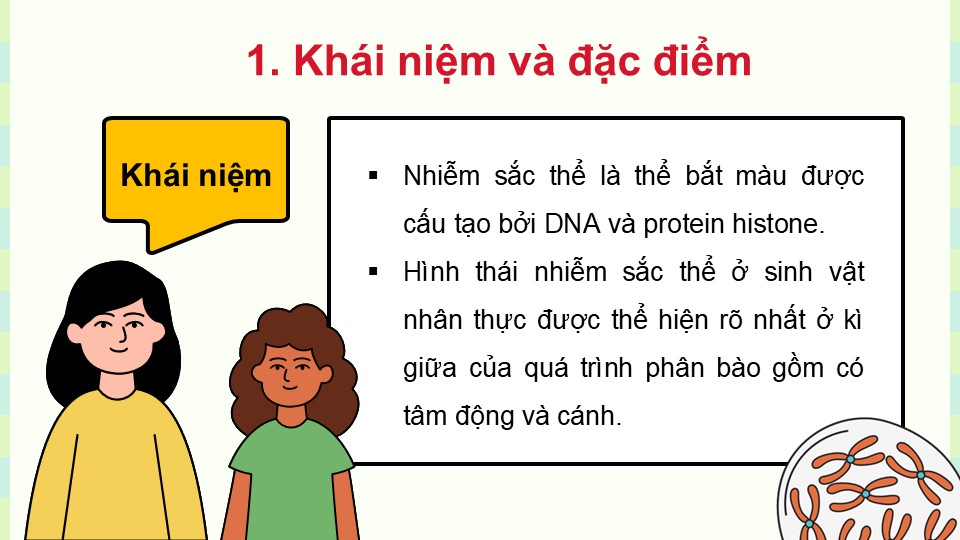 1. Khái niệm và đặc điểm
Khái niệm
▪ Nhiễm sắc thể là thể bắt màu được
cấu tạo bởi DNA và protein histone.
▪ Hình thái nhiễm sắc thể ở sinh vật
nhân thực được thể hiện rõ nhất ở kì
giữa của quá trình phân bào gồm có
tâm động và cánh.